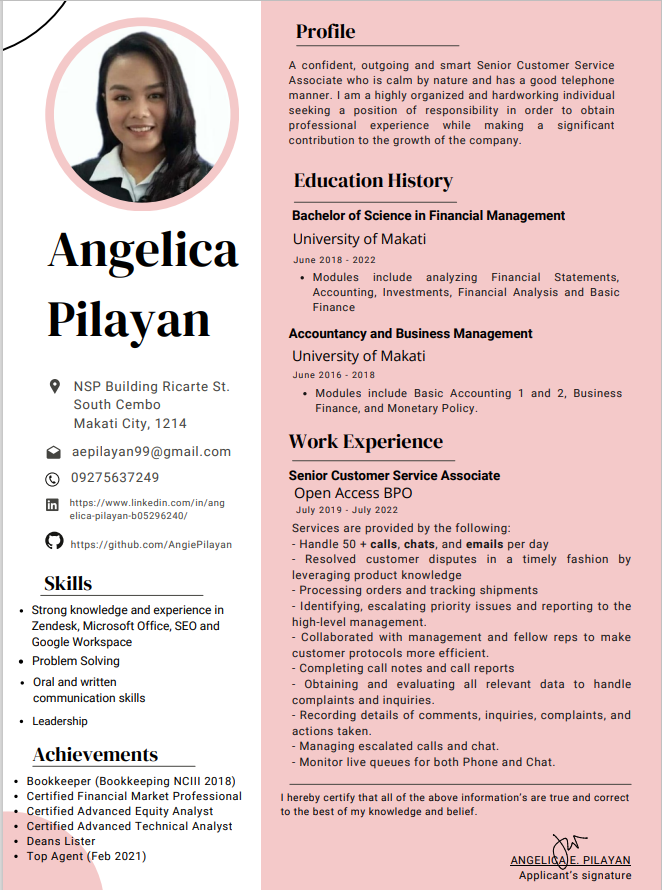 Angelica
Pilayan
NSP Building Ricarte St.
South Cembo
Makati City, 1214
aepilayan99@gmail.com
09275637249
https://www.linkedin.com/in/ang
elica-pilayan-b05296240/
https://github.com/AngiePilayan
Skills
• Strong knowledge and experience in
Zendesk, Microsoft Office, SEO and
Google Workspace
• Problem Solving
• Oral and written
communication skills
• Leadership
Achievements
• Bookkeeper (Bookkeeping NCIII 2018)
• Certified Financial Market Professional
• Certified Advanced Equity Analyst
• Certified Advanced Technical Analyst
• Deans Lister
• Top Agent (Feb 2021)
Profile
A confident, outgoing and smart Senior Customer Service
Associate who is calm by nature and has a good telephone
manner. I am a highly organized and hardworking individual
seeking a position of responsibility in order to obtain
professional experience while making a significant
contribution to the growth of the company.
Education History
Bachelor of Science in Financial Management
University of Makati
June 2018 - 2022
• Modules include analyzing Financial Statements,
Accounting, Investments, Financial Analysis and Basic
Finance
Accountancy and Business Management
University of Makati
June 2016 - 2018
• Modules include Basic Accounting 1 and 2, Business
Finance, and Monetary Policy.
Work Experience
Senior Customer Service Associate
Open Access BPO
July 2019 - July 2022
Services are provided by the following:
- Handle 50 + calls, chats, and emails per day
- Resolved customer disputes in a timely fashion by
leveraging product knowledge
- Processing orders and tracking shipments
- Identifying, escalating priority issues and reporting to the
high-level management.
- Collaborated with management and fellow reps to make
customer protocols more efficient.
- Completing call notes and call reports
- Obtaining and evaluating all relevant data to handle
complaints and inquiries.
- Recording details of comments, inquiries, complaints, and
actions taken.
- Managing escalated calls and chat.
- Monitor live queues for both Phone and Chat.
I hereby certify that all of the above information's are true and correct
to the best of my knowledge and belief.
ANGELICA E. PILAYAN
Applicant's signature